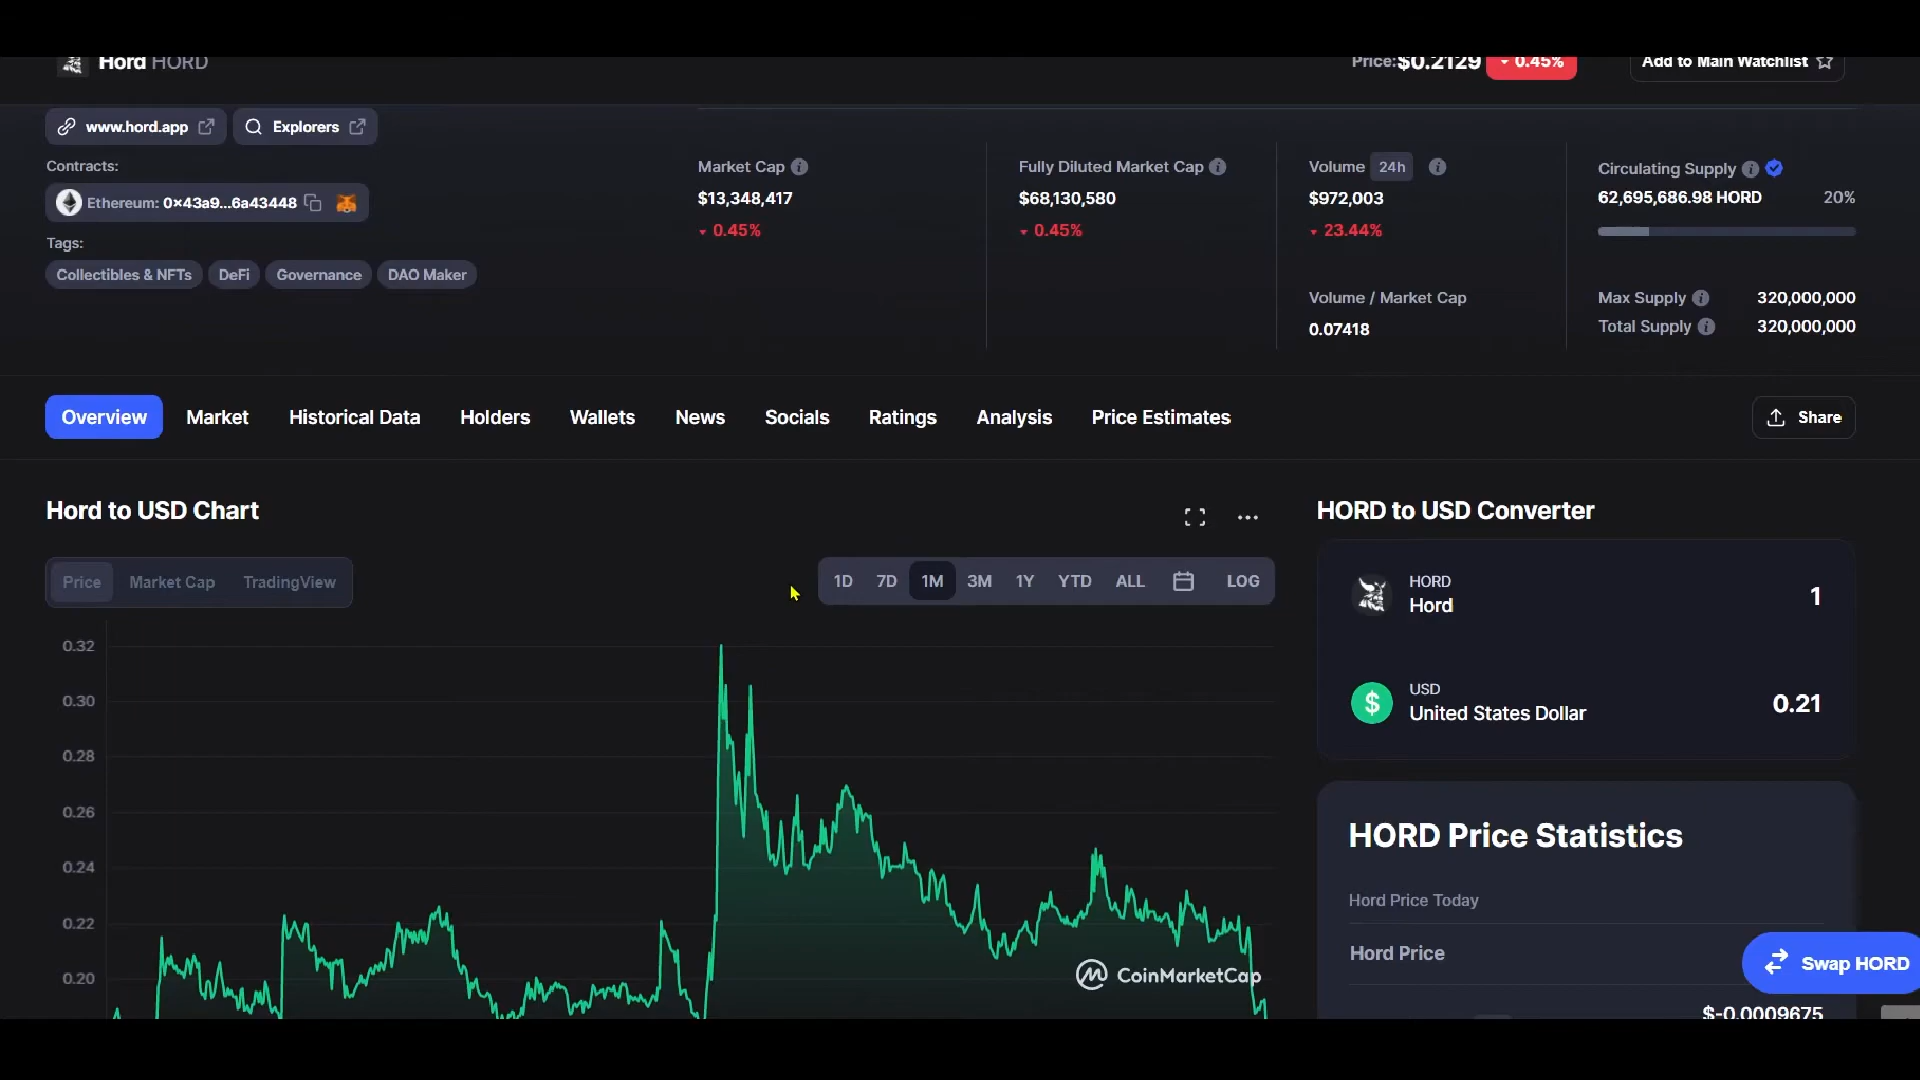 Hord HORD
Price:$0.2129 0.45%
Add to Main Watchlist
www.hord.app
Explorers
Contracts:
Ethereum: 0x43a9...6a43448
Tags:
Collectibles & NFTs DeFi Governance DAO Maker
Market Cap
$13,348,417
0.45%
Fully Diluted Market Cap
$68,130,580
0.45%
Volume 24h
$972,003
23.44%
Volume / Market Cap
0.07418
Circulating Supply
62,695,686.98 HORD 20%
Max Supply 320,000,000
Total Supply 320,000,000
Overview Market Historical Data Holders Wallets News Socials Ratings Analysis Price Estimates
Share
Hord to USD Chart
Price Market Cap TradingView
1D 7D 1M 3M 1Y YTD ALL LOG
0.32
0.30
0.28
0.26
0.24
0.22
0.20
CoinMarketCap
HORD to USD Converter
HORD
Hord
1
USD
United States Dollar
0.21
$
HORD Price Statistics
Hord Price Today
Hord Price
Swap HORD
$-0.0009675